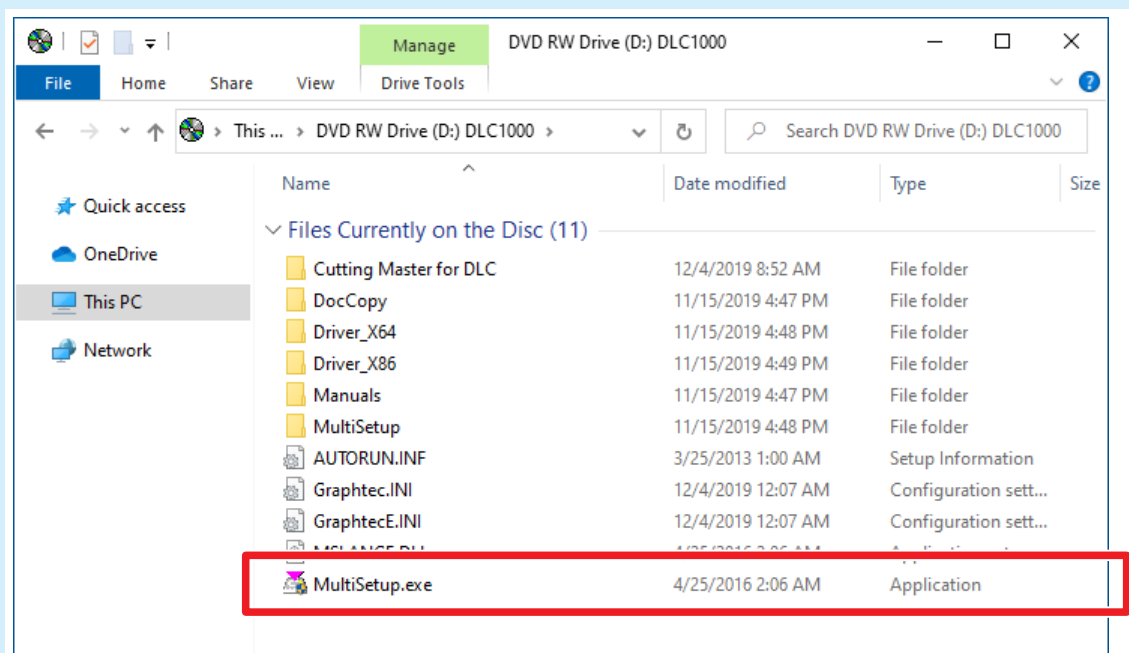 Manage DVD RW Drive (D:) DLC1000
File Home Share View Drive Tools
This ... DVD RW Drive (D:) DLC1000 Search DVD RW Drive (D:) DLC1000
Name Date modified Type Size
Quick access
OneDrive
This PC
Network
Files Currently on the Disc (11)
Cutting Master for DLC 12/4/2019 8:52 AM File folder
DocCopy 11/15/2019 4:47 PM File folder
Driver_X64 11/15/2019 4:48 PM File folder
Driver_X86 11/15/2019 4:49 PM File folder
Manuals 11/15/2019 4:47 PM File folder
MultiSetup 11/15/2019 4:48 PM File folder
AUTORUN.INF 3/25/2013 1:00 AM Setup Information
Graphtec.INI 12/4/2019 12:07 AM Configuration sett...
GraphtecE.INI 12/4/2019 12:07 AM Configuration sett...
MultiSetup.exe 4/25/2016 2:06 AM Application